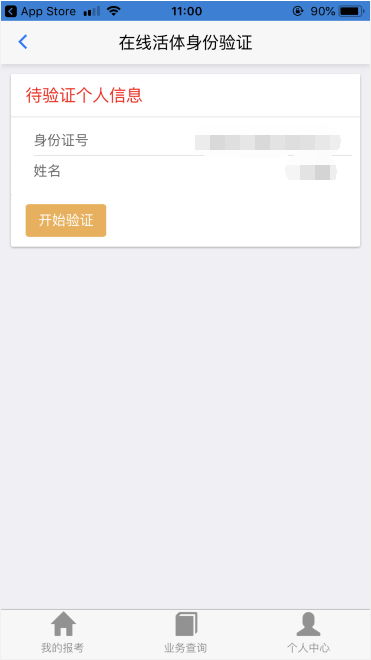 App Store
11:00
90%
在线活体身份验证
待验证个人信息
身份证号
姓名
开始验证
我的报考
业务查询
个人中心